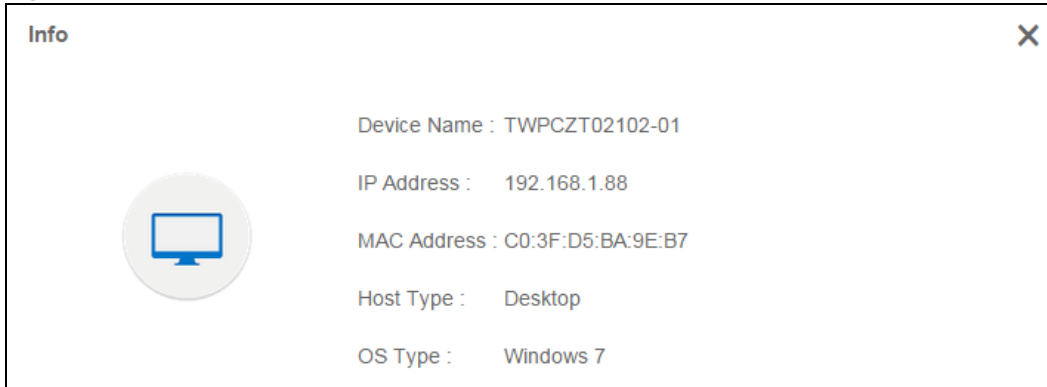 Info
Device Name : TWPCZT02102-01
IP Address : 192.168.1.88
MAC Address : C0:3F:D5:BA:9E:B7
Host Type : Desktop
OS Type : Windows 7